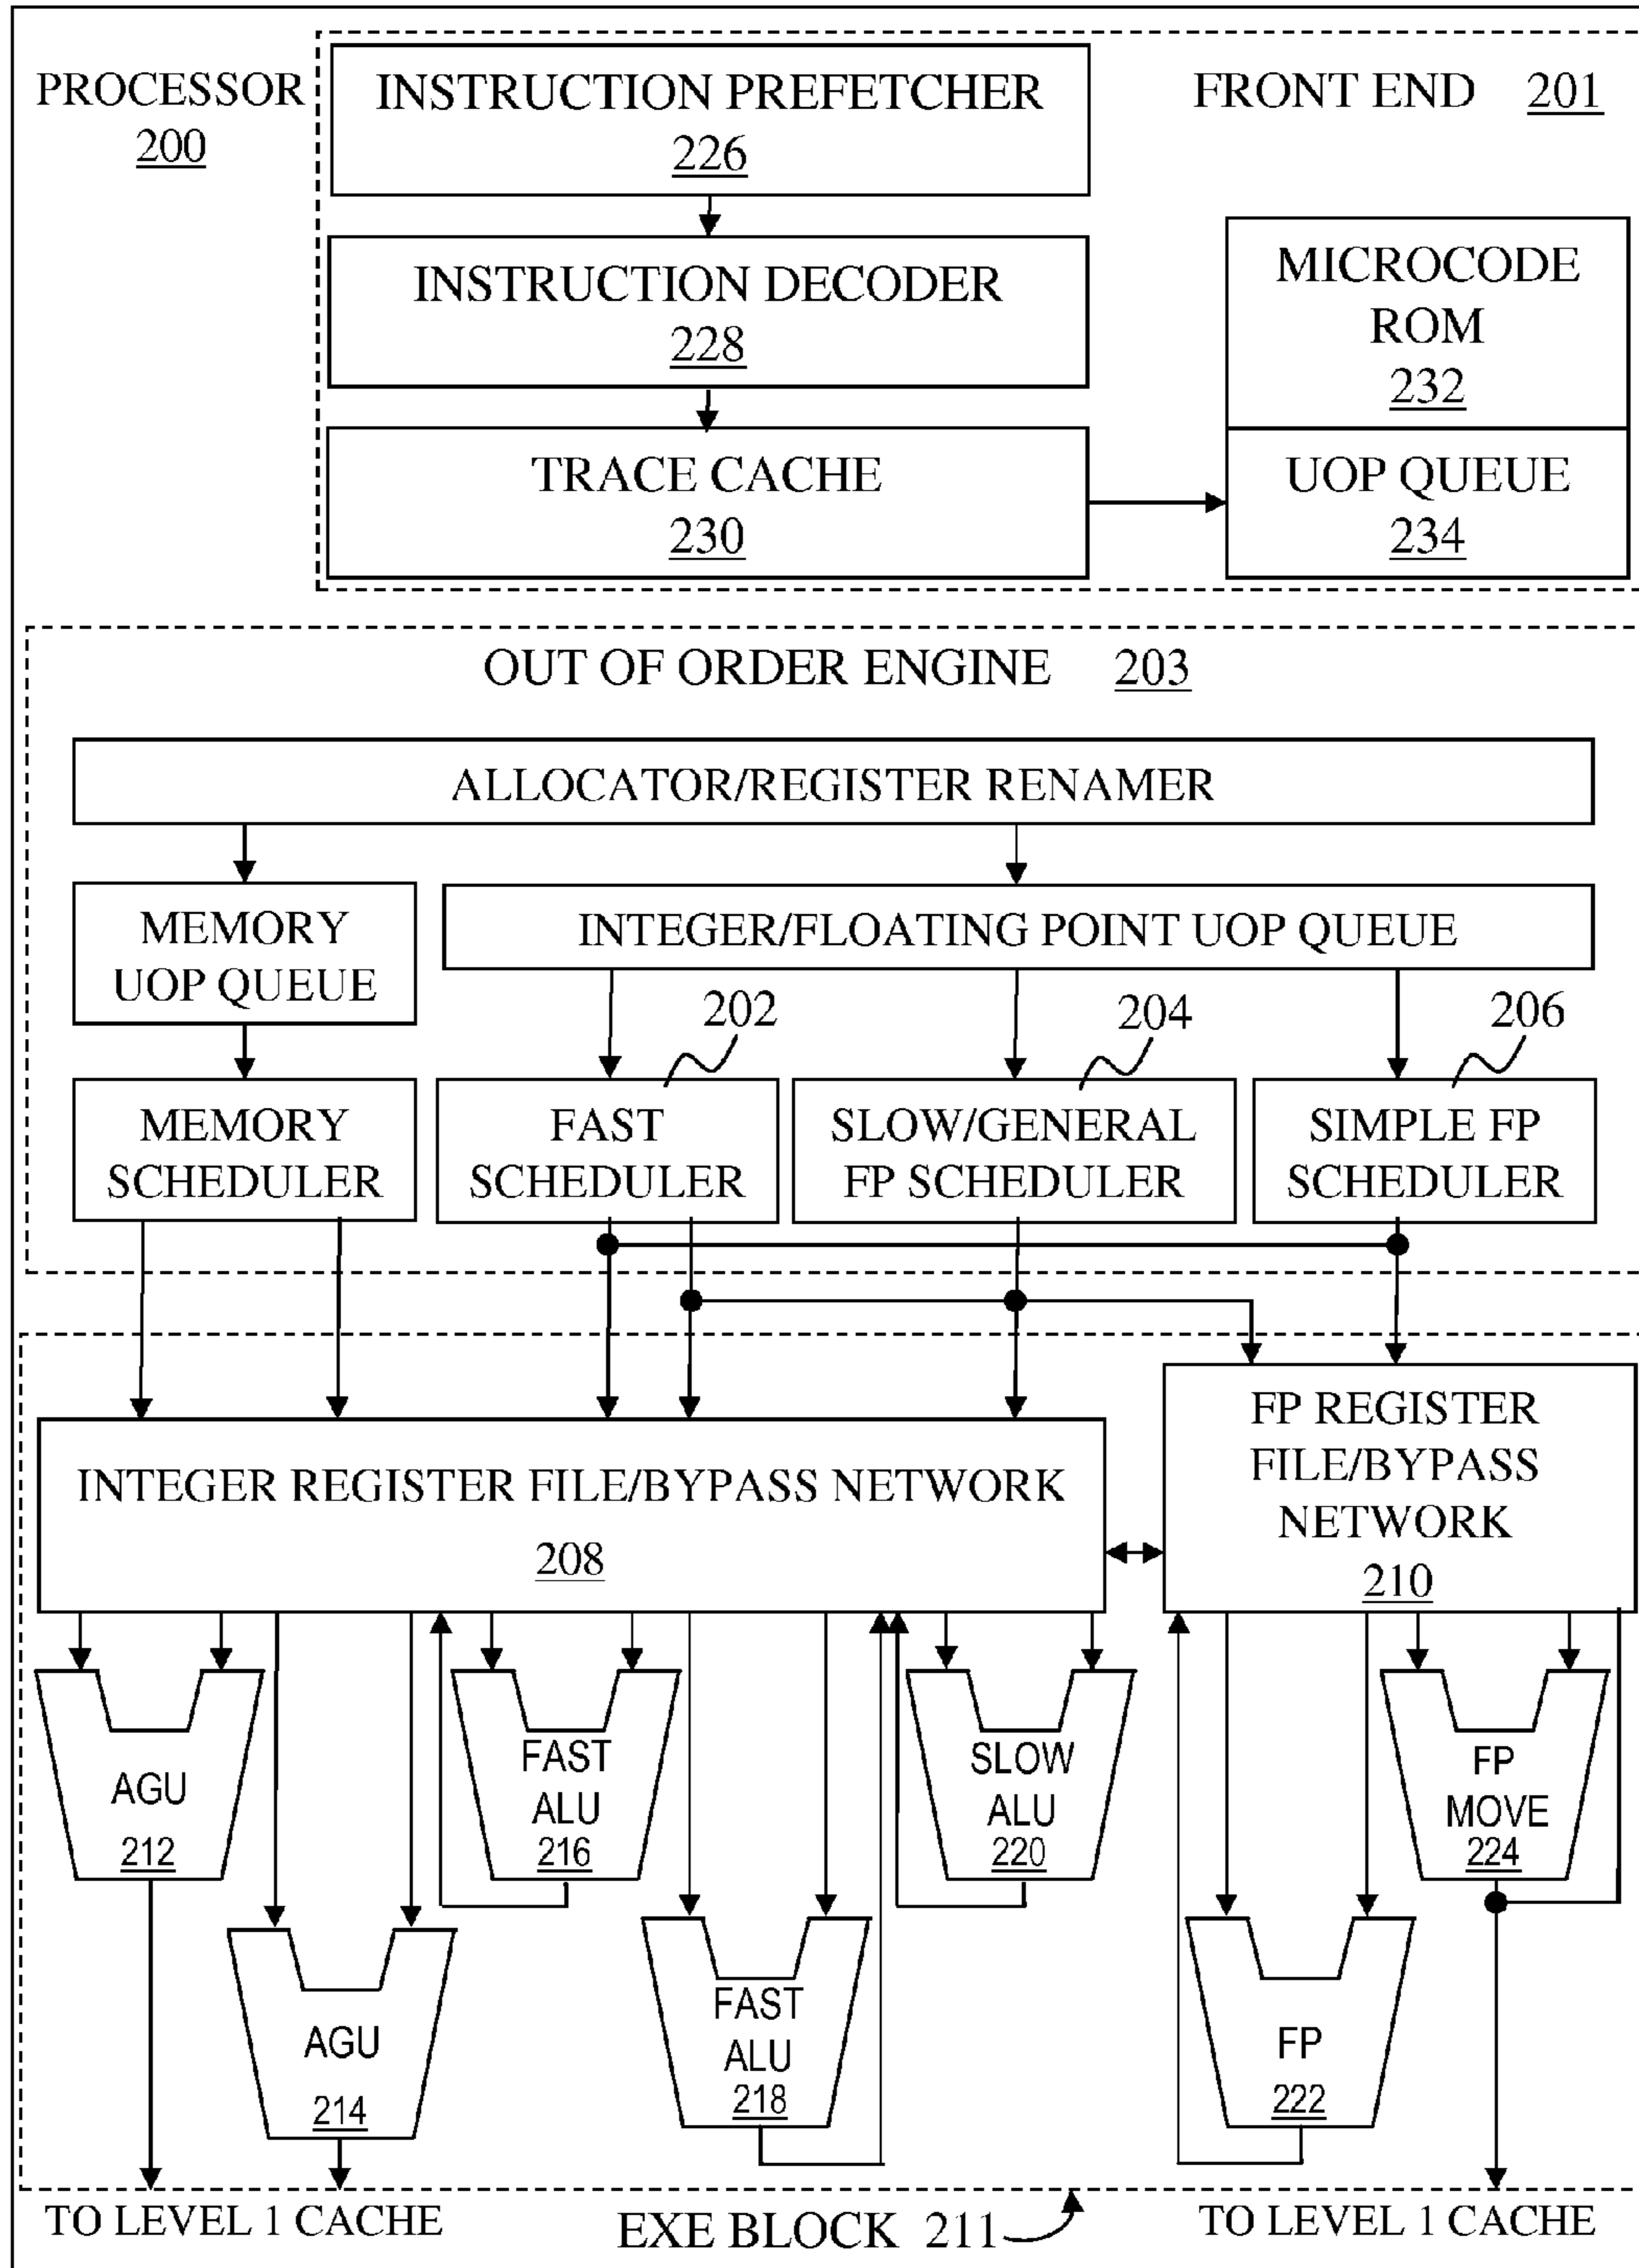 PROCESSOR
200
INSTRUCTION PREFETCHER
226
FRONT END 201
INSTRUCTION DECODER
228
MICROCODE
ROM
232
TRACE CACHE
230
UOP QUEUE
234
OUT OF ORDER ENGINE 203
ALLOCATOR/REGISTER RENAMER
MEMORY
UOP QUEUE
INTEGER/FLOATING POINT UOP QUEUE
202
204
206
MEMORY
SCHEDULER
FAST
SCHEDULER
SLOW/GENERAL
FP SCHEDULER
SIMPLE FP
SCHEDULER
INTEGER REGISTER FILE/BYPASS NETWORK
208
FP REGISTER
FILE/BYPASS
NETWORK
210
AGU
212
FAST
ALU
216
SLOW
ALU
220
FP
MOVE
224
AGU
214
FAST
ALU
218
FP
222
TO LEVEL 1 CACHE
EXE BLOCK 211
TO LEVEL 1 CACHE